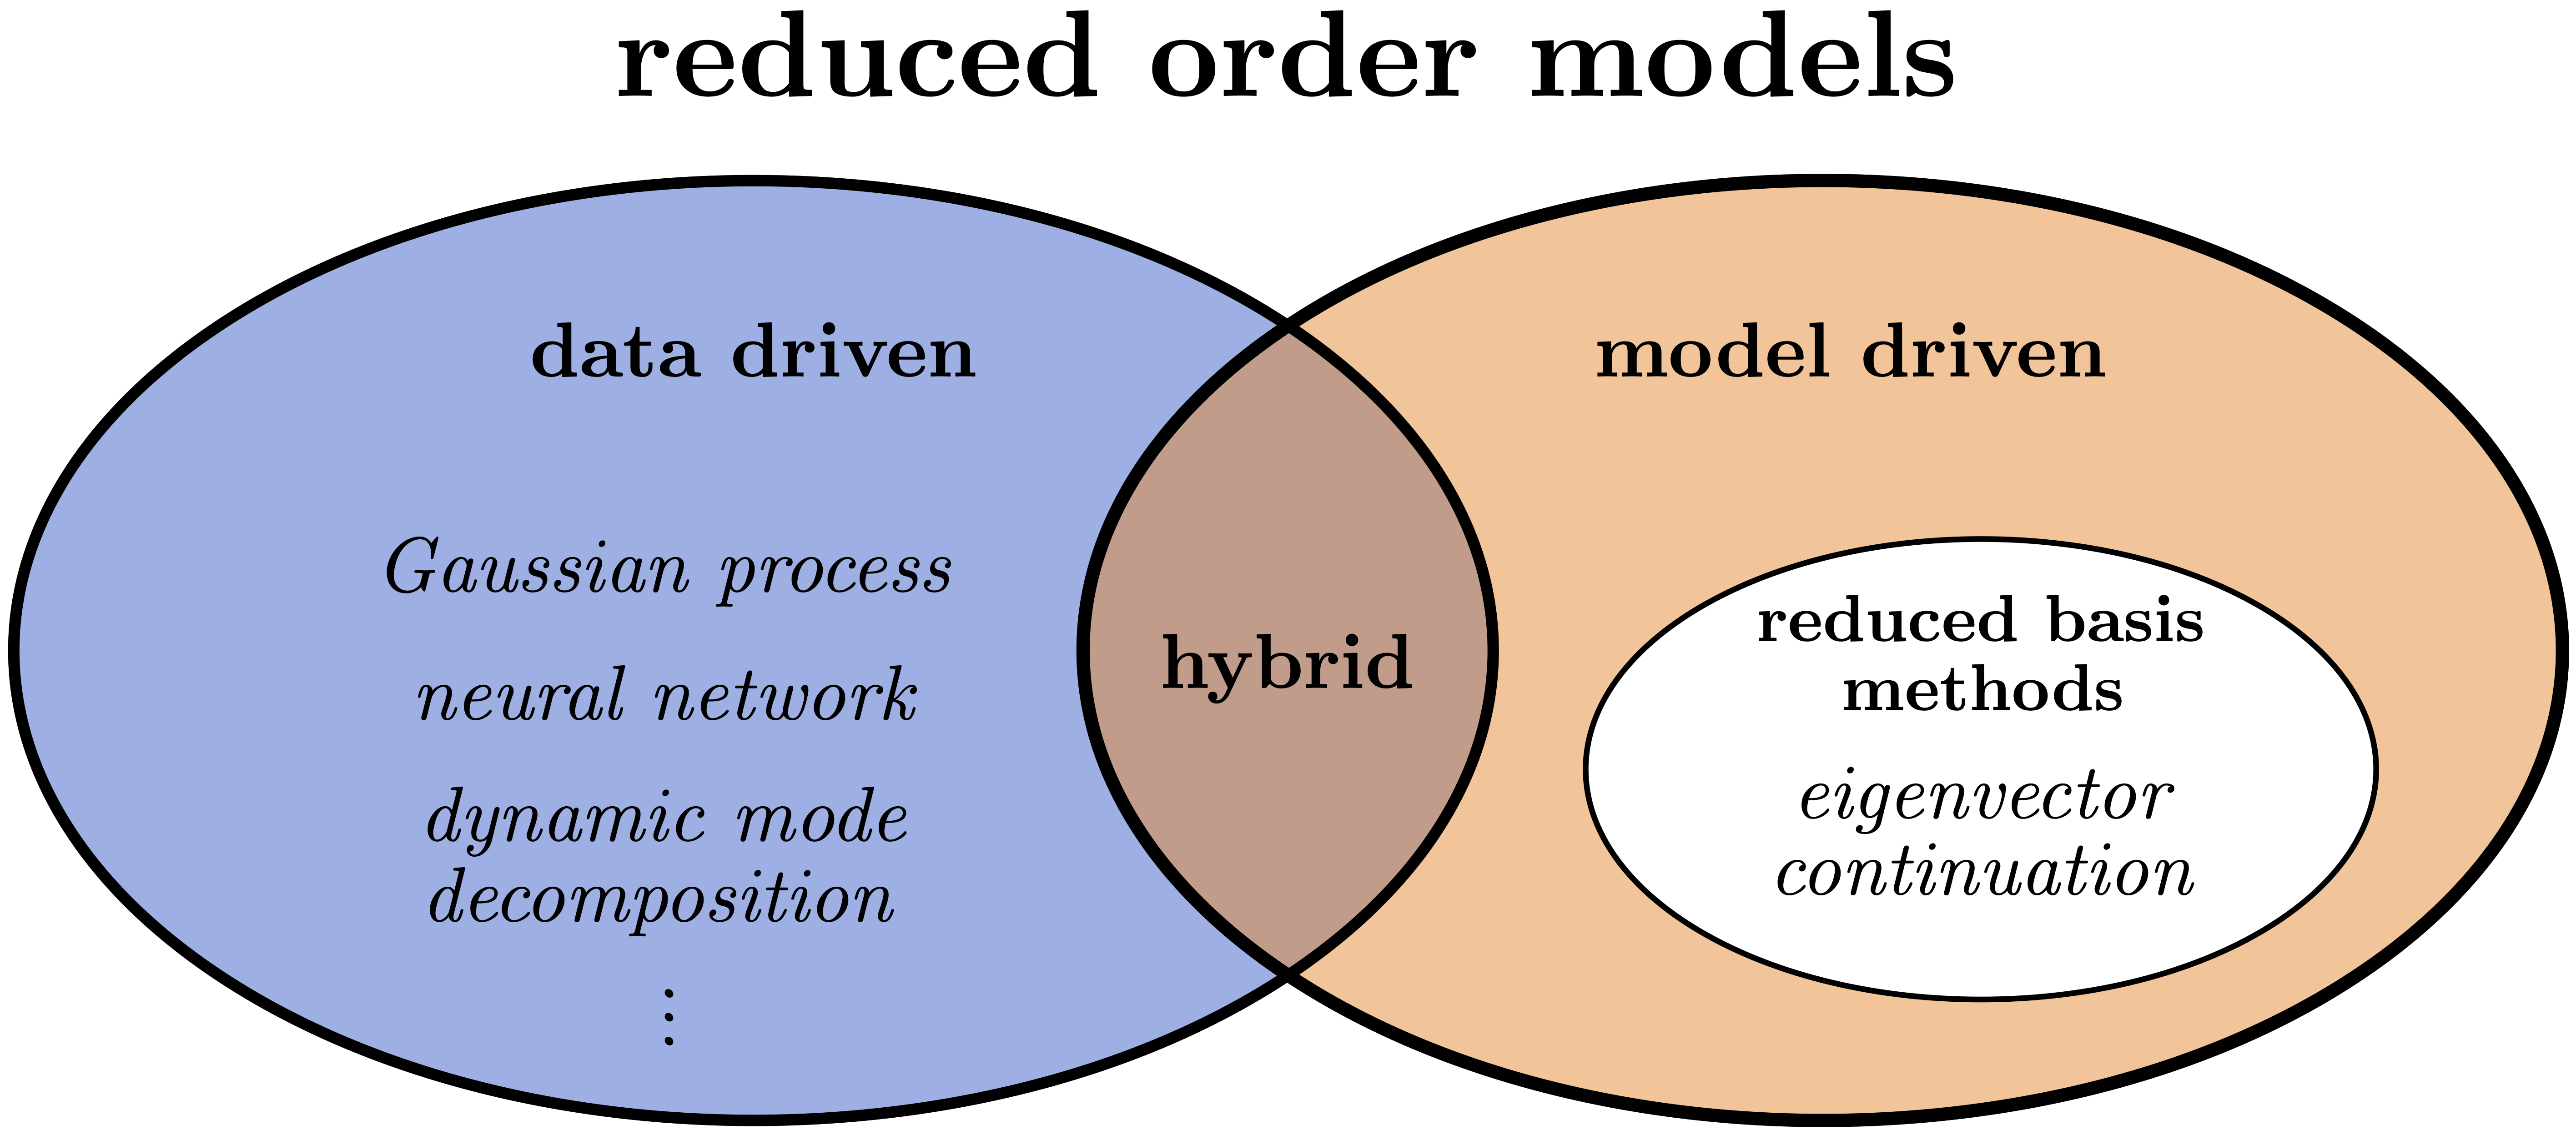 reduced order models
data driven
Gaussian process
neural network
dynamic mode
decomposition
⋮
hybrid
model driven
reduced basis
methods
eigenvector
continuation